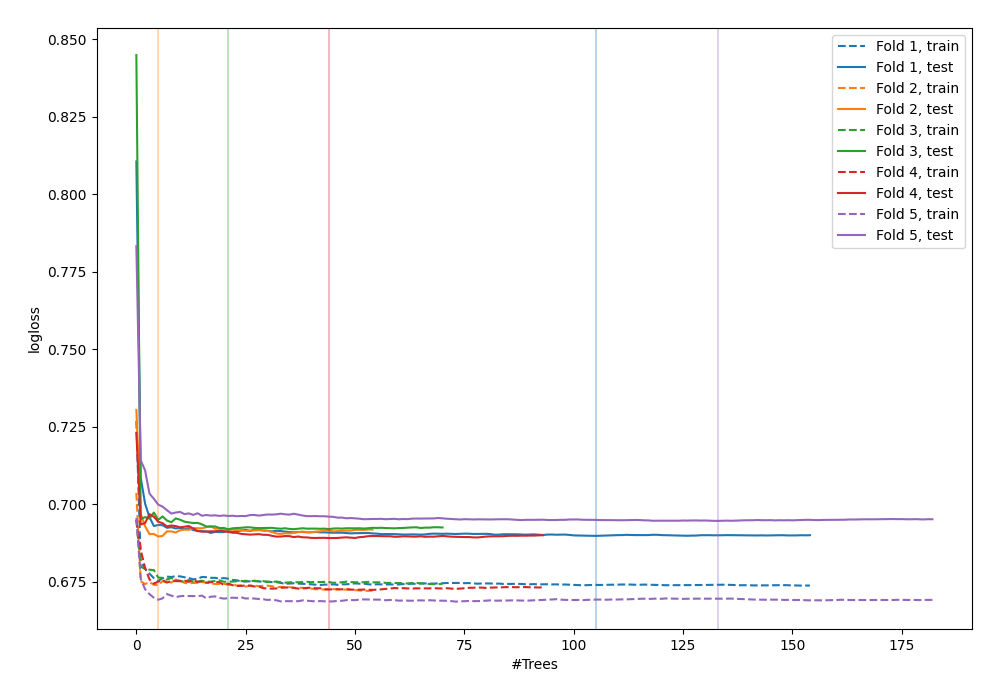 0.850
0.825
0.800
0.775
0.750
0.725
0.700
0.675
logloss
0
25
50
75
100
125
150
175
#Trees
Fold 1, train
Fold 1, test
Fold 2, train
Fold 2, test
Fold 3, train
Fold 3, test
Fold 4, train
Fold 4, test
Fold 5, train
Fold 5, test